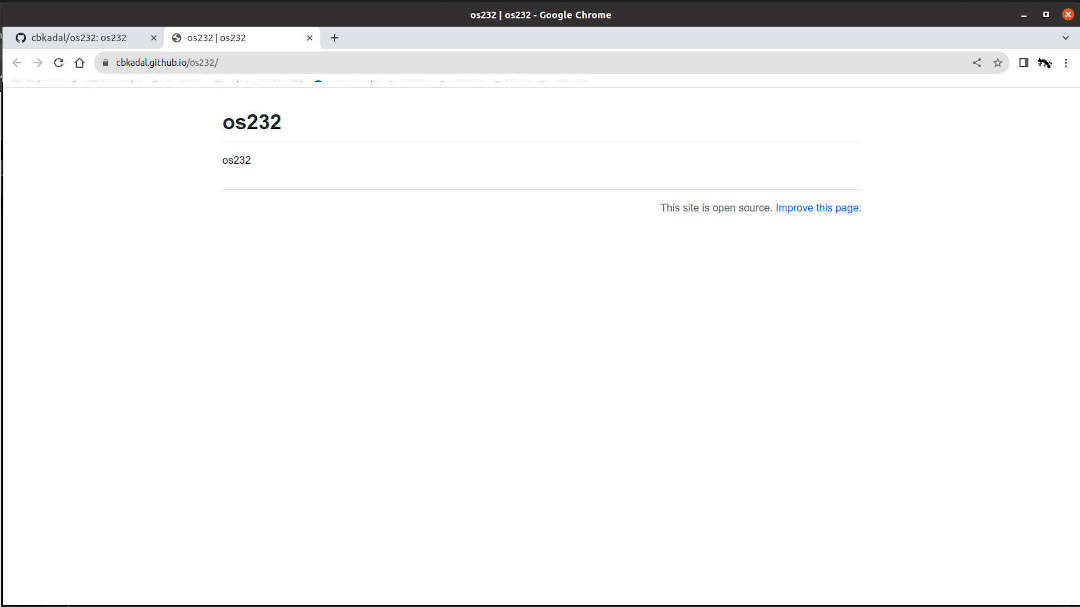 os232 | os232 - Google Chrome
cbkadal/os232: os232
os232 | os232
cbkadal.github.io/os232/
os232
os232
This site is open source. Improve this page.